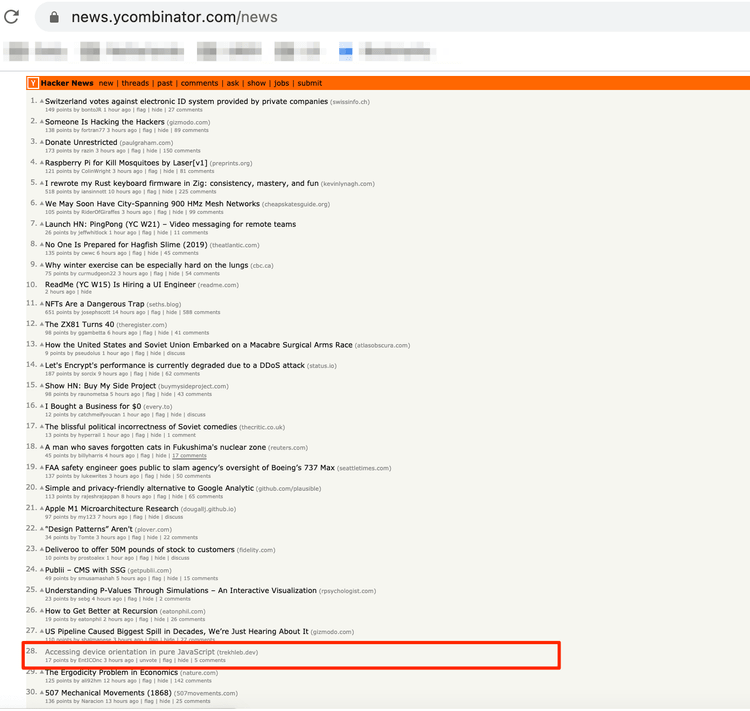 news.ycombinator.com/news
Y Hacker News new | threads | past | comments | ask | show | jobs | submit
1. Switzerland votes against electronic ID system provided by private companies (swissinfo.ch)
149 points by bontoJR 1 hour ago | flag | hide | 27 comments
2. Someone Is Hacking the Hackers (gizmodo.com)
138 points by fortran77 3 hours ago | flag | hide | 89 comments
3. Donate Unrestricted (paulgraham.com)
173 points by razin 3 hours ago | flag | hide | 150 comments
4. Raspberry Pi for Kill Mosquitoes by Laser[v1] (preprints.org)
121 points by ColinWright 3 hours ago | flag | hide | 81 comments
5. I rewrote my Rust keyboard firmware in Zig: consistency, mastery, and fun (kevinlynagh.com)
518 points by iansinnott 10 hours ago | flag | hide | 225 comments
6. We May Soon Have City-Spanning 900 HMz Mesh Networks (cheapskatesguide.org)
105 points by RiderOfGiraffes 3 hours ago | flag | hide | 99 comments
7. Launch HN: PingPong (YC W21) – Video messaging for remote teams
26 points by jeffwhitlock 1 hour ago | flag | hide | 11 comments
8. No One Is Prepared for Hagfish Slime (2019) (theatlantic.com)
135 points by cwwc 6 hours ago | flag | hide | 45 comments
9. Why winter exercise can be especially hard on the lungs (cbc.ca)
75 points by curmudgeon22 3 hours ago | flag | hide | 54 comments
10. ReadMe (YC W15) Is Hiring a UI Engineer (readme.com)
2 hours ago | hide
11. NFTs Are a Dangerous Trap (seths.blog)
651 points by josephscott 14 hours ago | flag | hide | 588 comments
12. The ZX81 Turns 40 (theregister.com)
98 points by ggambetta 6 hours ago | flag | hide | 41 comments
13. How the United States and Soviet Union Embarked on a Macabre Surgical Arms Race (atlasobscura.com)
9 points by pseudolus 1 hour ago | flag | hide | discuss
14. Let's Encrypt's performance is currently degraded due to a DDoS attack (status.io)
187 points by sorcix 9 hours ago | flag | hide | 62 comments
15. Show HN: Buy My Side Project (buymysideproject.com)
98 points by raunometsa 5 hours ago | flag | hide | 43 comments
16. I Bought a Business for $0 (every.to)
12 points by catchmeifyoucan 1 hour ago | flag | hide | discuss
17. The blissful political incorrectness of Soviet comedies (thecritic.co.uk)
13 points by hyperrail 1 hour ago | flag | hide | 1 comment
18. A man who saves forgotten cats in Fukushima's nuclear zone (reuters.com)
45 points by billyharris 4 hours ago | flag | hide | 17 comments
19. FAA safety engineer goes public to slam agency's oversight of Boeing's 737 Max (seattletimes.com)
137 points by lukewrites 3 hours ago | flag | hide | 50 comments
20. Simple and privacy-friendly alternative to Google Analytic (github.com/plausible)
113 points by rajeshrajappan 8 hours ago | flag | hide | 65 comments
21. Apple M1 Microarchitecture Research (dougallj.github.io)
97 points by my123 7 hours ago | flag | hide | discuss
22. "Design Patterns" Aren't (plover.com)
34 points by Tomte 3 hours ago | flag | hide | 22 comments
23. Deliveroo to offer 50M pounds of stock to customers (fidelity.com)
10 points by prostoalex 1 hour ago | flag | hide | discuss
24. Publii – CMS with SSG (getpublii.com)
49 points by smusamashah 5 hours ago | flag | hide | 15 comments
25. Understanding P-Values Through Simulations – An Interactive Visualization (rpsychologist.com)
23 points by sebg 4 hours ago | flag | hide | 2 comments
26. How to Get Better at Recursion (eatonphil.com)
19 points by eatonphil 2 hours ago | flag | hide | 26 comments
27. US Pipeline Caused Biggest Spill in Decades, We're Just Hearing About It (gizmodo.com)
110 points by shalmanese 3 hours ago | flag | hide | 27 comments
28. Accessing device orientation in pure JavaScript (trekhleb.dev)
17 points by EntICOnc 3 hours ago | unvote | flag | hide | 5 comments
29. The Ergodicity Problem in Economics (nature.com)
125 points by ali92hm 12 hours ago | flag | hide | 142 comments
30. 507 Mechanical Movements (1868) (507movements.com)
196 points by Naracion 13 hours ago | flag | hide | 25 comments